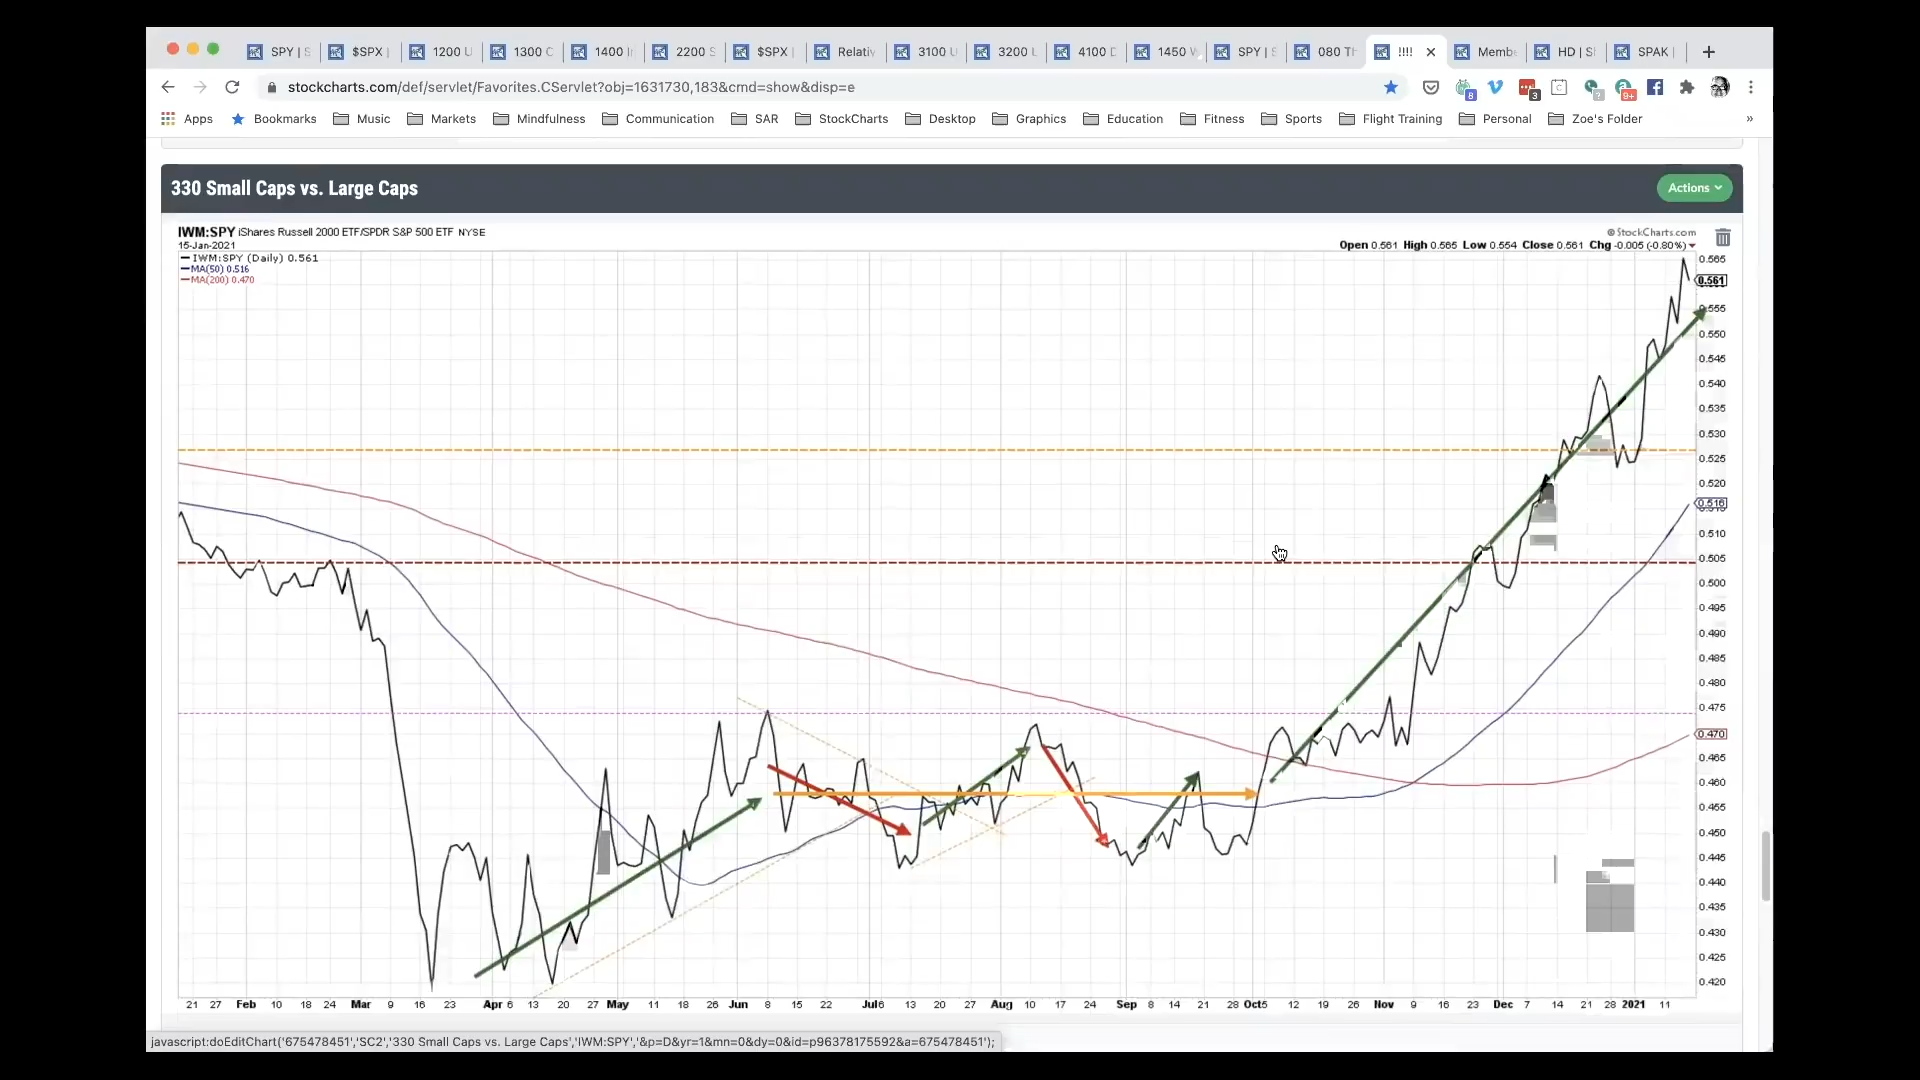 SPY | S $SPX | 1200 U 1300 C 1400 In 2200 S $SPX | Relativ 3100 U 3200 U 4100 D 1450 V SPY | S 080 Th !!!! Membe HD | St SPAK |
stockcharts.com/def/servlet/Favorites.CServlet?obj=1631730,183&cmd=show&disp=e
8 3 ? 9+
Apps Bookmarks Music Markets Mindfulness Communication SAR StockCharts Desktop Graphics Education Fitness Sports Flight Training Personal Zoe's Folder »
330 Small Caps vs. Large Caps
Actions
IWM:SPY iShares Russell 2000 ETF/SPDR S&P 500 ETF NYSE
© StockCharts.com
15-Jan-2021
Open 0.561 High 0.565 Low 0.554 Close 0.561 Chg -0.005 (-0.80%)
IWM:SPY (Daily) 0.561
MA(50) 0.516
MA(200) 0.470
0.565
0.561
0.555
0.550
0.545
0.540
0.535
0.530
0.525
0.520
0.516
0.510
0.505
0.500
0.495
0.490
0.485
0.480
0.475
0.470
0.465
0.460
0.455
0.450
0.445
0.440
0.435
0.430
0.425
0.420
21 27 Feb 10 18 24 Mar 9 16 23 Apr 6 13 20 27 May 11 18 26 Jun 8 15 22 Jul 6 13 20 27 Aug 10 17 24 Sep 8 14 21 28 Oct 5 12 19 26 Nov 9 16 23 Dec 7 14 21 28 2021 11
javascript:doEditChart('675478451','SC2','330 Small Caps vs. Large Caps','IWM:SPY','&p=D&yr=1&mn=0&dy=0&id=p96378175592&a=675478451');